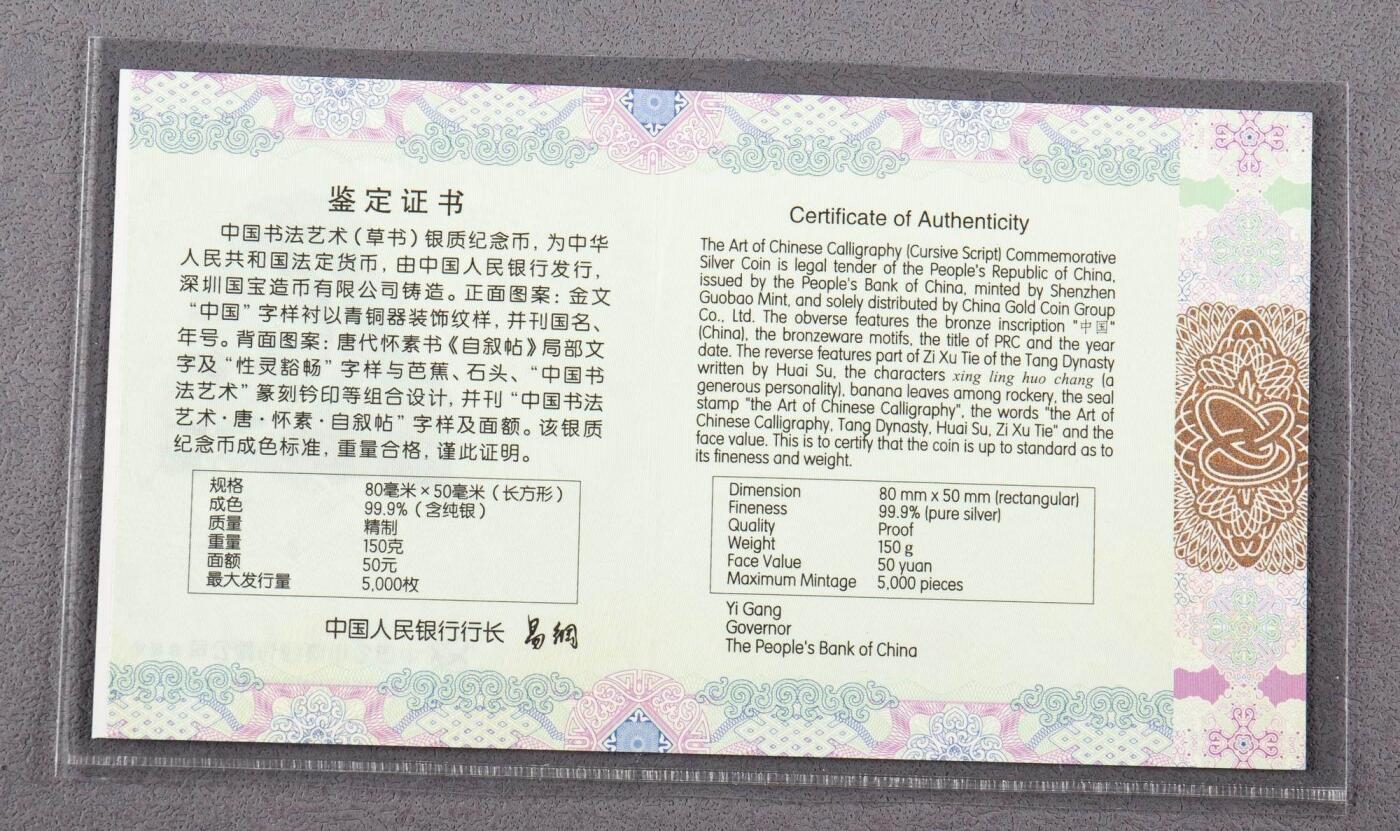 鉴定证书
中国书法艺术（草书）银质纪念币，为中华
人民共和国法定货币，由中国人民银行发行，
深圳国宝造币有限公司铸造。正面图案：金文
“中国”字样衬以青铜器装饰纹样，并刊国名、
年号。背面图案：唐代怀素书《自叙帖》局部文
字及“性灵豁畅”字样与芭蕉、石头、“中国书
法艺术”篆刻钤印等组合设计，并刊“中国书法
艺术·唐·怀素·自叙帖”字样及面额。该银质
纪念币成色标准，重量合格，谨此证明。
规格 80毫米×50毫米（长方形）
成色 99.9%（含纯银）
质量 精制
重量 150克
面额 50元
最大发行量 5,000枚
中国人民银行行长 易纲
Certificate of Authenticity
The Art of Chinese Calligraphy (Cursive Script) Commemorative
Silver Coin is legal tender of the People's Republic of China,
issued by the People's Bank of China, minted by Shenzhen
Guobao Mint, and solely distributed by China Gold Coin Group
Co., Ltd. The obverse features the bronze inscription "中国"
(China), the bronzeware motifs, the title of PRC and the year
date. The reverse features part of Zi Xu Tie of the Tang Dynasty
written by Huai Su, the characters xing ling huo chang (a
generous personality), banana leaves among rockery, the seal
stamp "the Art of Chinese Calligraphy", the words "the Art of
Chinese Calligraphy, Tang Dynasty, Huai Su, Zi Xu Tie" and the
face value. This is to certify that the coin is up to standard as to
its fineness and weight.
Dimension 80 mm x 50 mm (rectangular)
Fineness 99.9% (pure silver)
Quality Proof
Weight 150 g
Face Value 50 yuan
Maximum Mintage 5,000 pieces
Yi Gang
Governor
The People's Bank of China